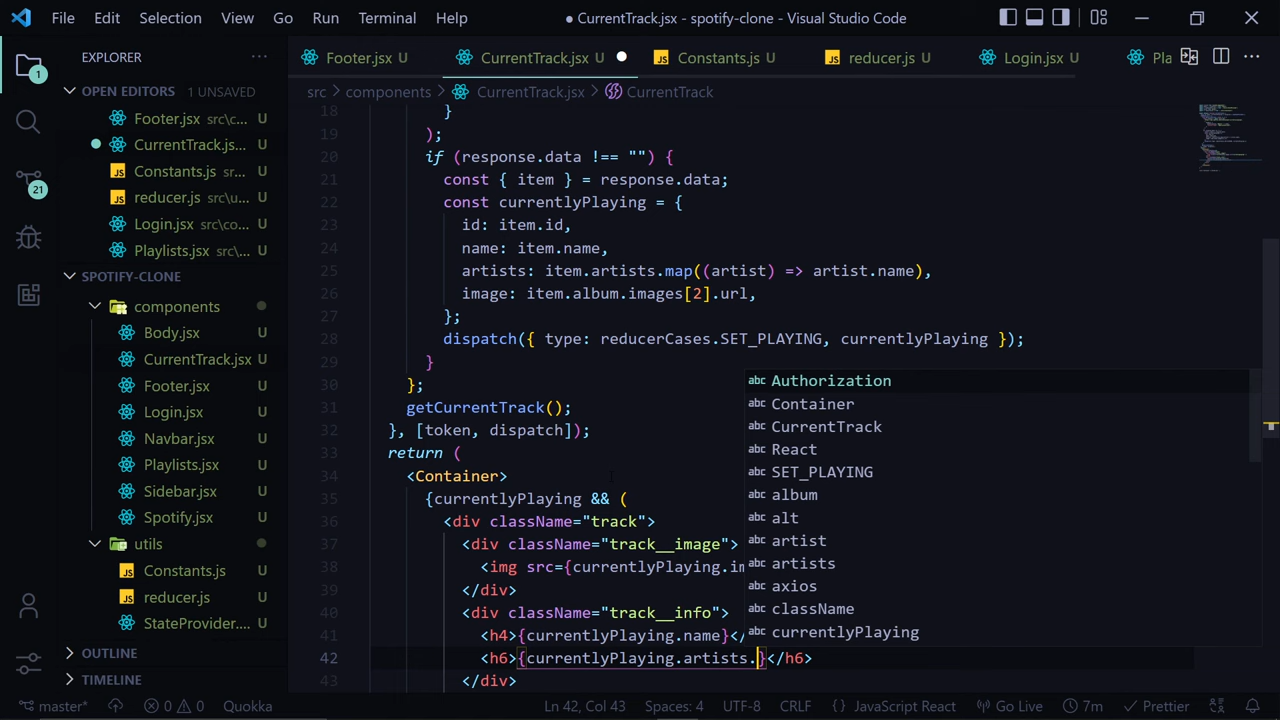 File Edit Selection View Go Run Terminal Help
● CurrentTrack.jsx - spotify-clone - Visual Studio Code
EXPLORER
OPEN EDITORS 1 UNSAVED
Footer.jsx src\c... U
CurrentTrack.js... U
Constants.js sr... U
reducer.js src\u... U
Login.jsx src\co... U
Playlists.jsx src\... U
SPOTIFY-CLONE
components
Body.jsx U
CurrentTrack.jsx U
Footer.jsx U
Login.jsx U
Navbar.jsx U
Playlists.jsx U
Sidebar.jsx U
Spotify.jsx U
utils
Constants.js U
reducer.js U
StateProvider.... U
OUTLINE
TIMELINE
1
21
Footer.jsx U CurrentTrack.jsx U Constants.js U reducer.js U Login.jsx U Pla
src > components > CurrentTrack.jsx > CurrentTrack
18 }
19 );
20 if (response.data !== "") {
21 const { item } = response.data;
22 const currentlyPlaying = {
23 id: item.id,
24 name: item.name,
25 artists: item.artists.map((artist) => artist.name),
26 image: item.album.images[2].url,
27 };
28 dispatch({ type: reducerCases.SET_PLAYING, currentlyPlaying });
29 }
30 };
31 getCurrentTrack();
32 }, [token, dispatch]);
33 return (
34 <Container>
35 {currentlyPlaying && (
36 <div className="track">
37 <div className="track__image">
38 <img src={currentlyPlaying.im
39 </div>
40 <div className="track__info">
41 <h4>{currentlyPlaying.name}</
42 <h6>{currentlyPlaying.artists.}</h6>
</div>
abc Authorization
abc Container
abc CurrentTrack
abc React
abc SET_PLAYING
abc album
abc alt
abc artist
abc artists
abc axios
abc className
abc currentlyPlaying
master* 0 0 Quokka Ln 42, Col 43 Spaces: 4 UTF-8 CRLF {} JavaScript React Go Live 7m Prettier